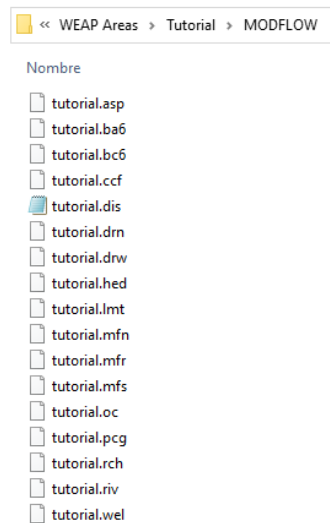 « WEAP Areas › Tutorial › MODFLOW
Nombre
tutorial.asp
tutorial.ba6
tutorial.bc6
tutorial.ccf
tutorial.dis
tutorial.drn
tutorial.drw
tutorial.hed
tutorial.lmt
tutorial.mfn
tutorial.mfr
tutorial.mfs
tutorial.oc
tutorial.pcg
tutorial.rch
tutorial.riv
tutorial.wel